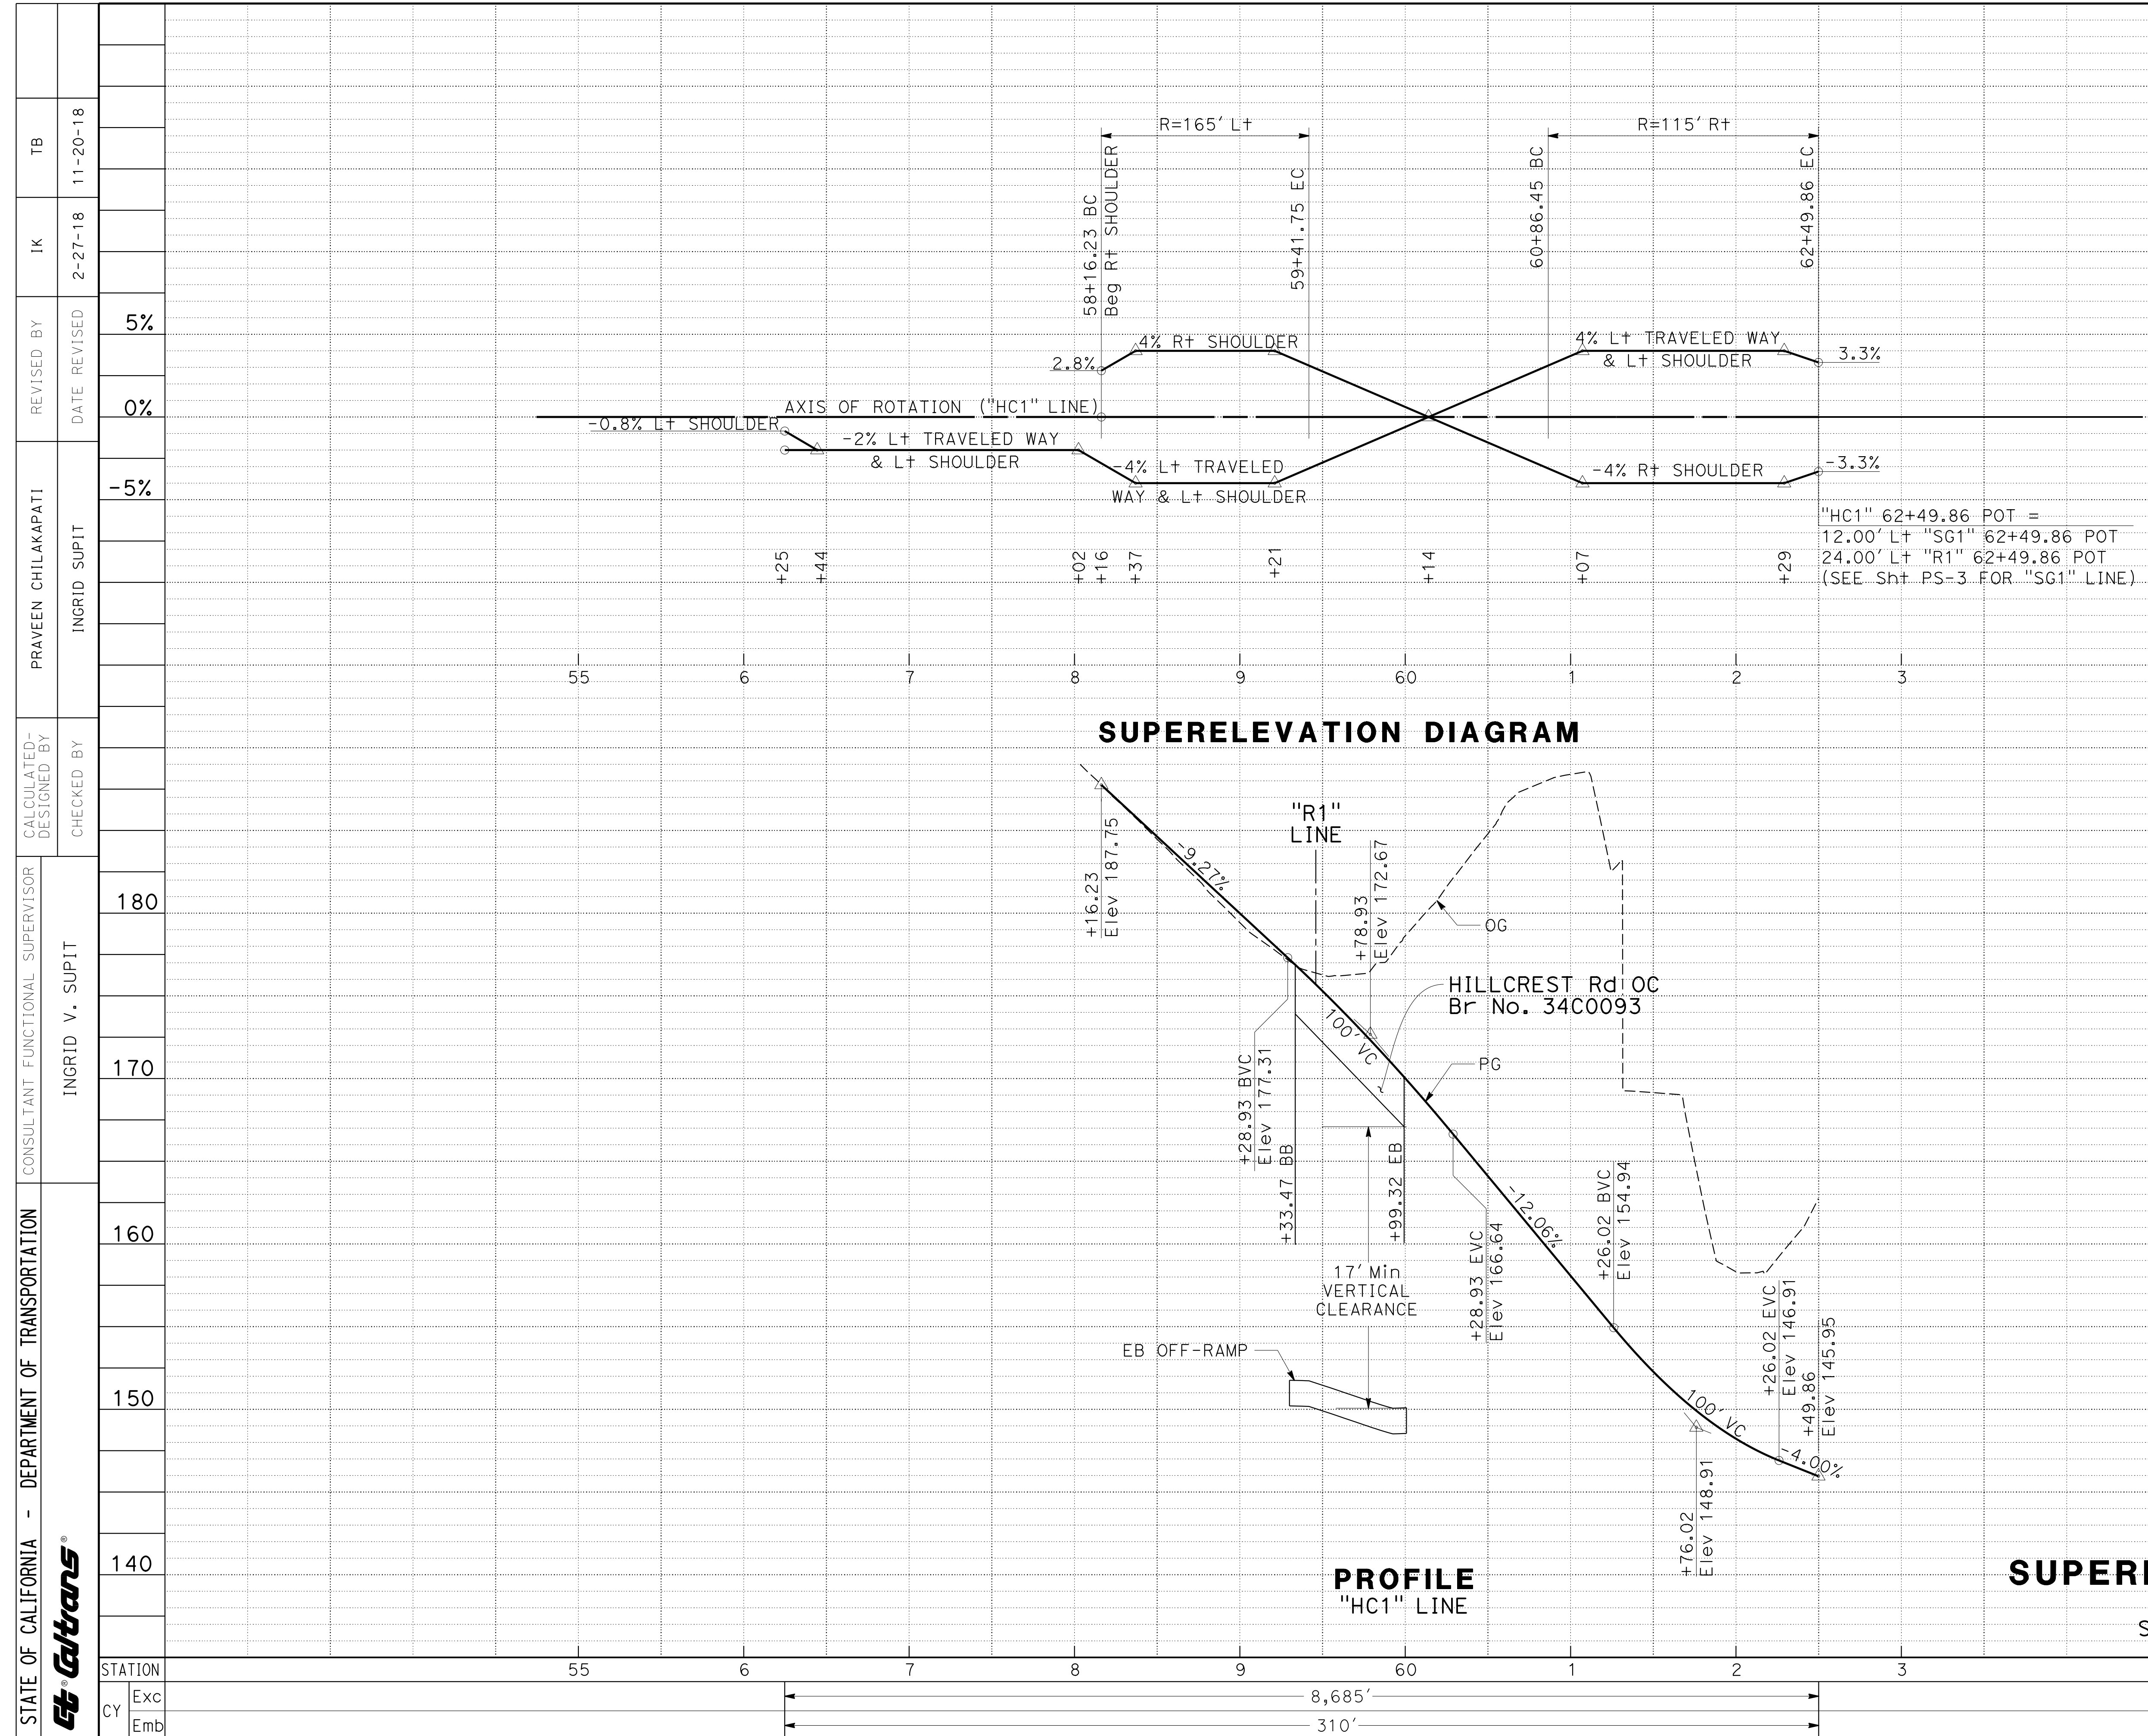 R=165' Lt
R=115' Rt
58+16.23 BC
Beg Rt SHOULDER
59+41.75 EC
60+86.45 BC
62+49.86 EC
5%
0%
-5%
2.8%
4% Rt SHOULDER
4% Lt TRAVELED WAY
& Lt SHOULDER
3.3%
AXIS OF ROTATION ("HC1" LINE)
-0.8% Lt SHOULDER
-2% Lt TRAVELED WAY
& Lt SHOULDER
-4% Lt TRAVELED
WAY & Lt SHOULDER
-4% Rt SHOULDER
-3.3%
"HC1" 62+49.86 POT =
12.00' Lt "SG1" 62+49.86 POT
24.00' Lt "R1" 62+49.86 POT
(SEE Sht PS-3 FOR "SG1" LINE)
+25
+44
+02
+16
+37
+21
+14
+07
+29
55 6 7 8 9 60 1 2 3
SUPERELEVATION DIAGRAM
180
170
160
150
140
+16.23
Elev 187.75
-9.27%
"R1"
LINE
+78.93
Elev 172.67
OG
HILLCREST Rd OC
Br No. 34C0093
100' VC
PG
+28.93 BVC
Elev 177.31
+33.47 BB
+99.32 EB
17' Min
VERTICAL
CLEARANCE
EB OFF-RAMP
+28.93 EVC
Elev 166.64
-12.06%
+26.02 BVC
Elev 154.94
100' VC
+76.02
Elev 148.91
+26.02 EVC
Elev 146.91
+49.86
Elev 145.95
-4.00%
PROFILE
"HC1" LINE
SUPERE
S
STATION 55 6 7 8 9 60 1 2 3
CY
Exc 8,685'
Emb 310'
STATE OF CALIFORNIA - DEPARTMENT OF TRANSPORTATION
Ct® Caltrans®
CONSULTANT FUNCTIONAL SUPERVISOR
INGRID V. SUPIT
CALCULATED-
DESIGNED BY
CHECKED BY
PRAVEEN CHILAKAPATI
INGRID SUPIT
REVISED BY
DATE REVISED
IK
2-27-18
TB
11-20-18